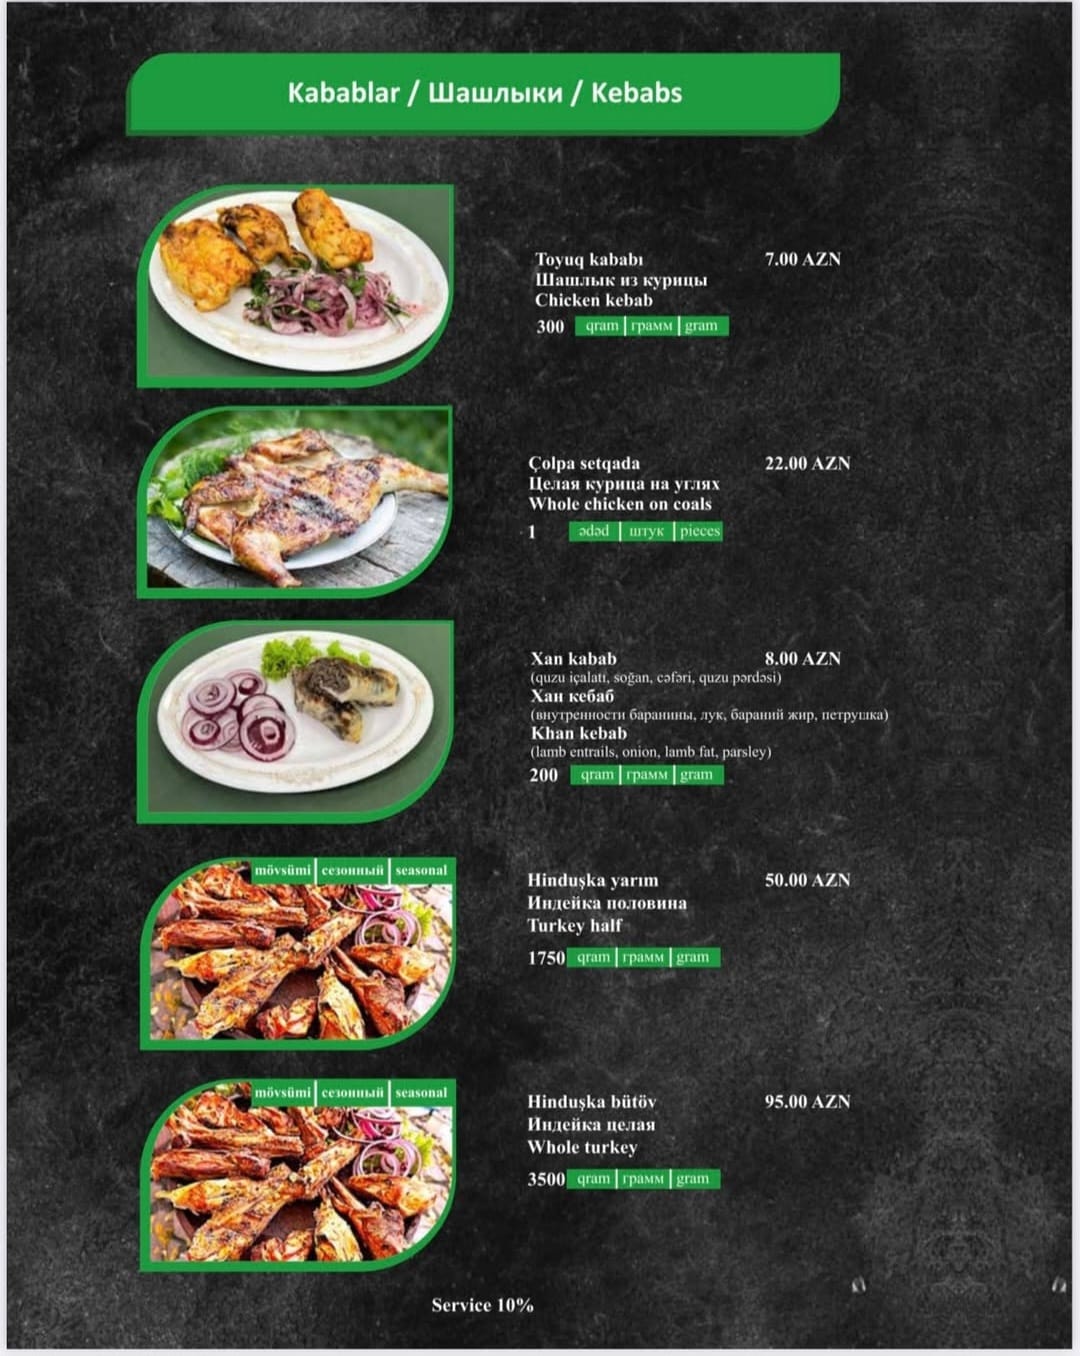 Kabablar / Шашлыки / Kebabs
Toyuq kababı 7.00 AZN
Шашлык из курицы
Chicken kebab
300 qram грамм gram
Çolpa setqada 22.00 AZN
Целая курица на углях
Whole chicken on coals
1 ədəd штук pieces
Xan kabab 8.00 AZN
(quzu içalatı, soğan, cəfəri, quzu pərdəsi)
Хан кебаб
(внутренности баранины, лук, бараний жир, петрушка)
Khan kebab
(lamb entrails, onion, lamb fat, parsley)
200 qram грамм gram
mövsümi сезонный seasonal
Hinduşka yarım 50.00 AZN
Индейка половина
Turkey half
1750 qram грамм gram
mövsümi сезонный seasonal
Hinduşka bütöv 95.00 AZN
Индейка целая
Whole turkey
3500 qram грамм gram
Service 10%